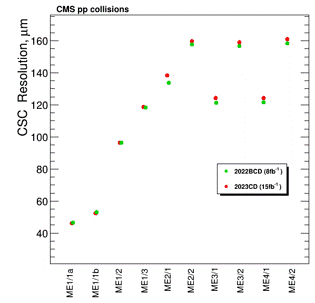 CMS pp collisions
CSC Resolution, μm
160
140
120
100
80
60
40
2022BCD (8fb⁻¹)
2023CD (15fb⁻¹)
ME1/1a
ME1/1b
ME1/2
ME1/3
ME2/1
ME2/2
ME3/1
ME3/2
ME4/1
ME4/2